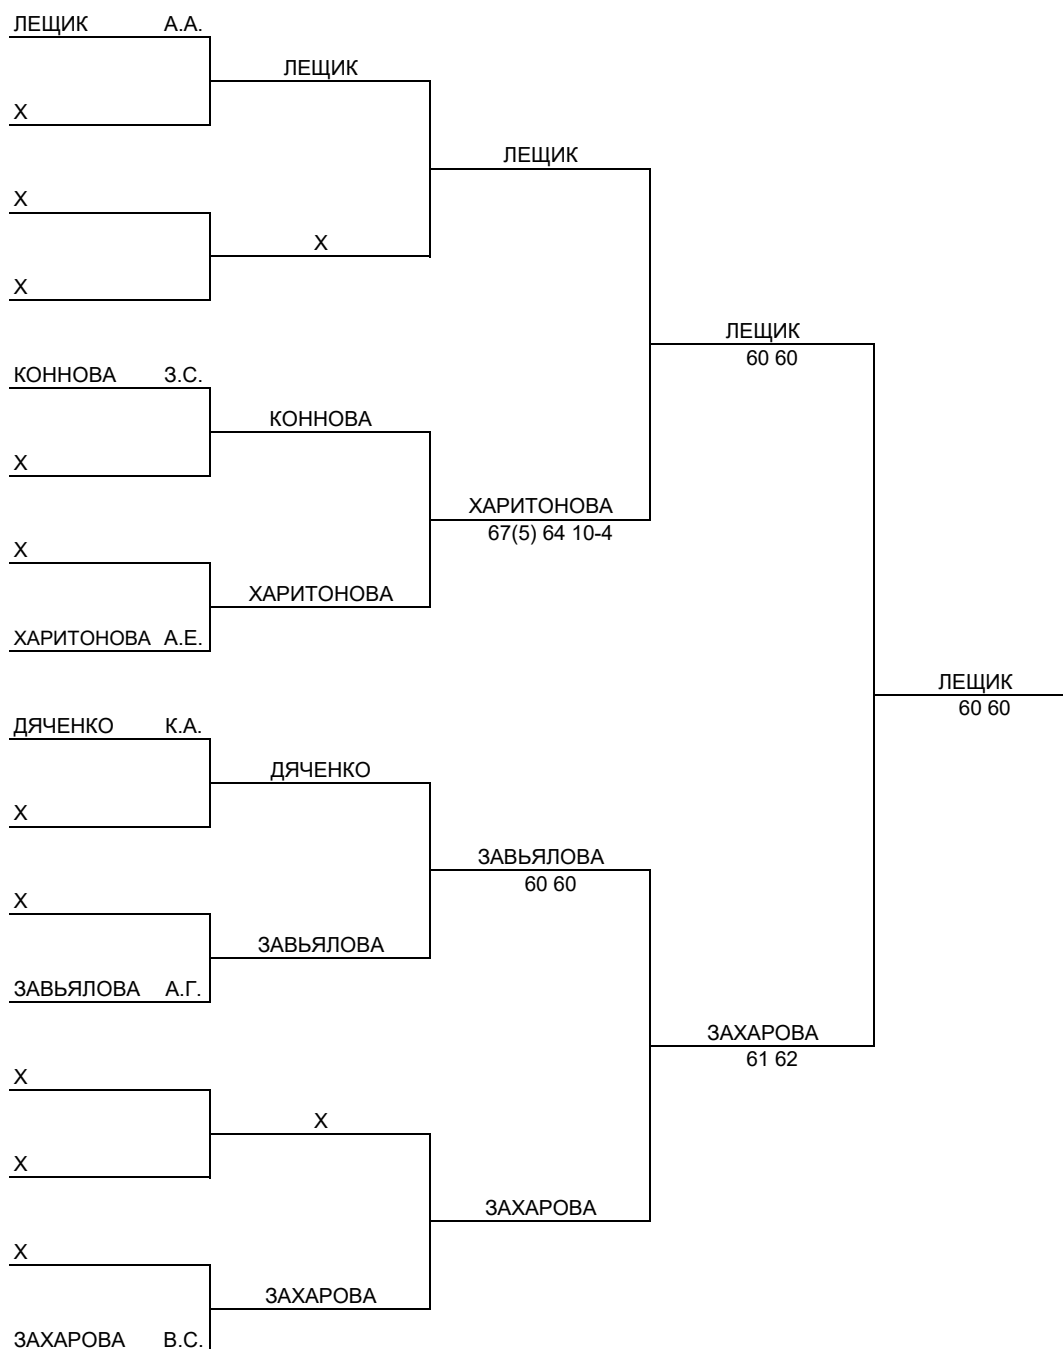 ЛЕЩИК А.А.
ЛЕЩИК
Х
ЛЕЩИК
Х
Х
Х
ЛЕЩИК
60 60
КОННОВА З.С.
КОННОВА
Х
ХАРИТОНОВА
67(5) 64 10-4
Х
ХАРИТОНОВА
ХАРИТОНОВА А.Е.
ЛЕЩИК
60 60
ДЯЧЕНКО К.А.
ДЯЧЕНКО
Х
ЗАВЬЯЛОВА
60 60
Х
ЗАВЬЯЛОВА
ЗАВЬЯЛОВА А.Г.
ЗАХАРОВА
61 62
Х
Х
Х
ЗАХАРОВА
Х
ЗАХАРОВА
ЗАХАРОВА В.С.